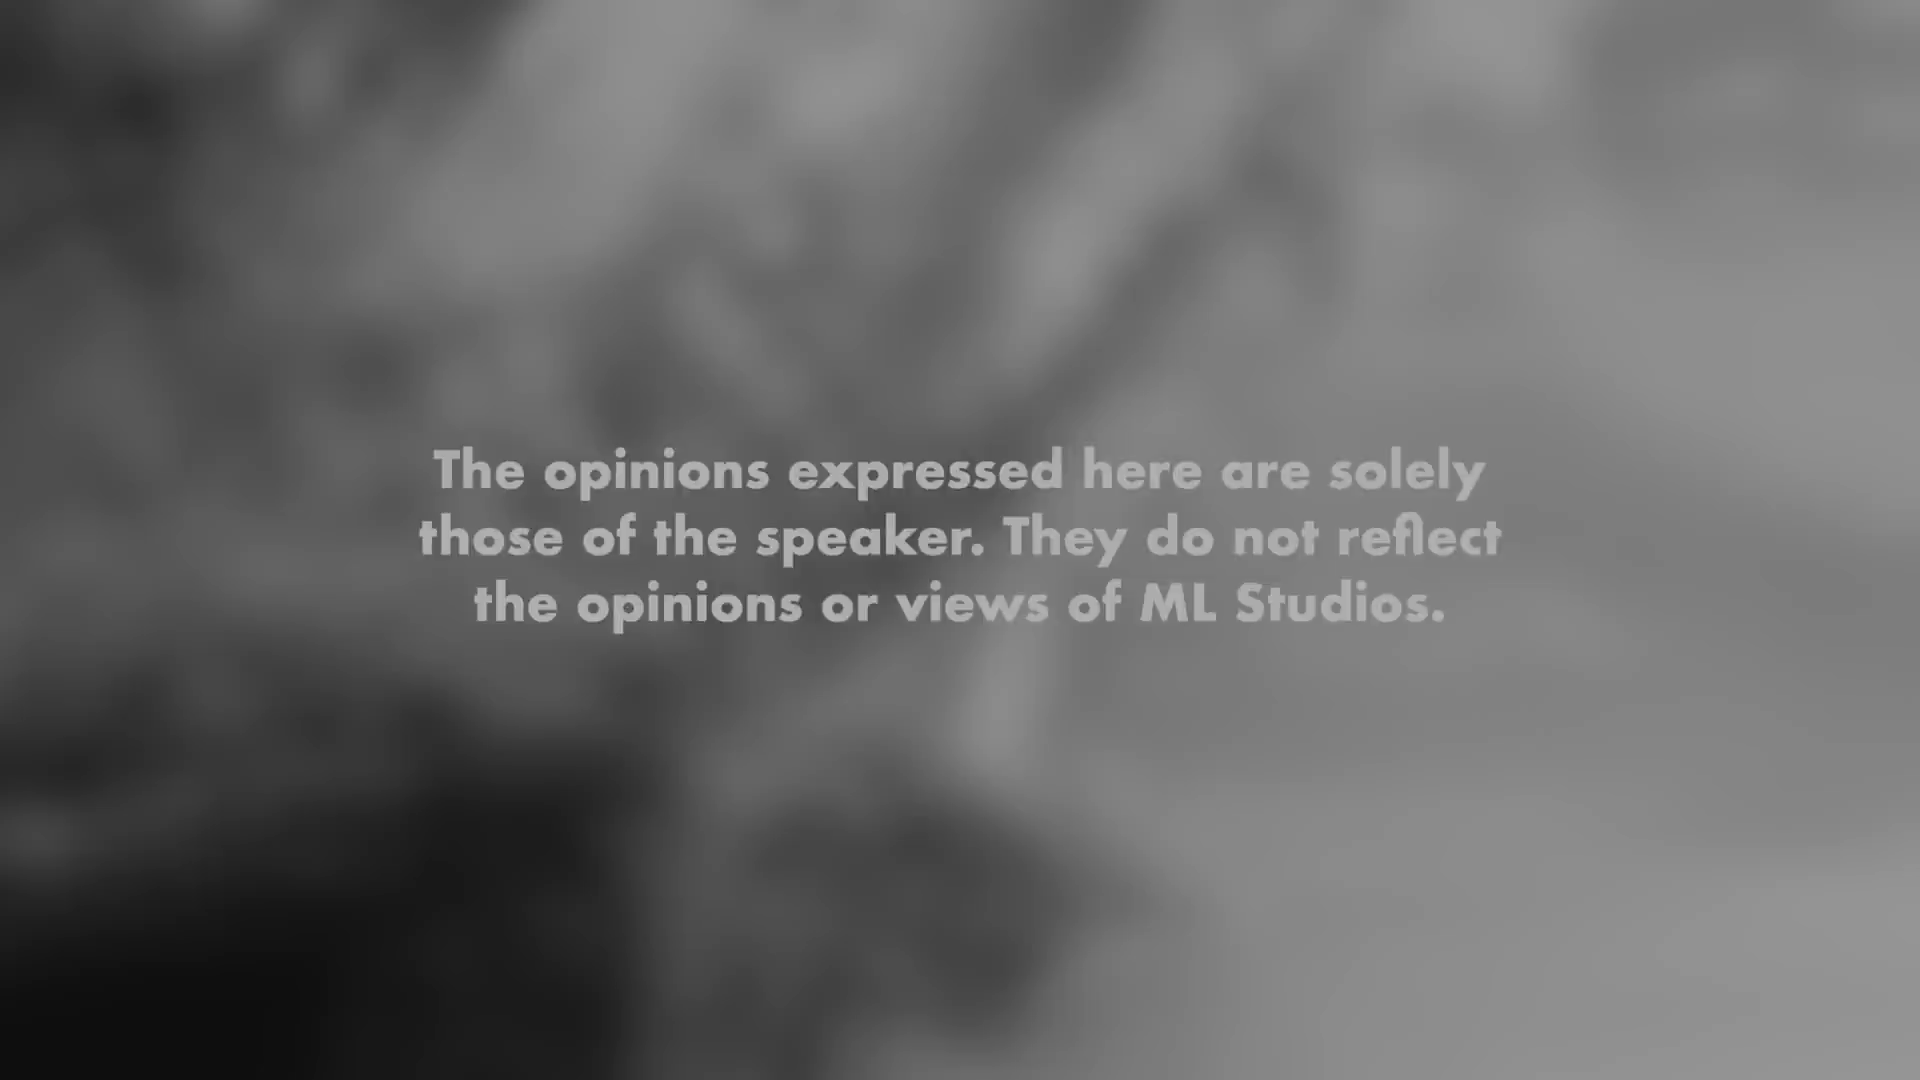 The opinions expressed here are solely
those of the speaker. They do not reflect
the opinions or views of ML Studios.